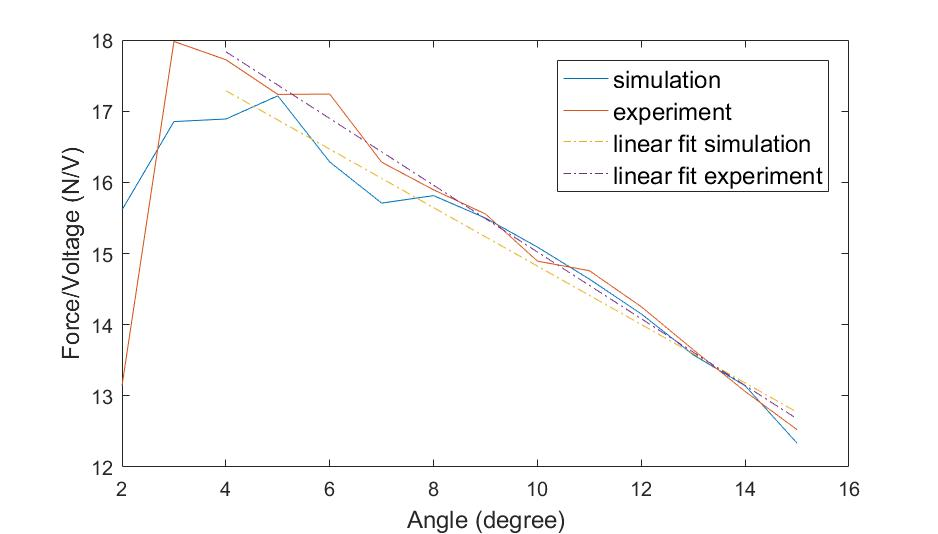 18
17
16
15
14
13
12
Force/Voltage (N/V)
simulation
experiment
linear fit simulation
linear fit experiment
2 4 6 8 10 12 14 16
Angle (degree)